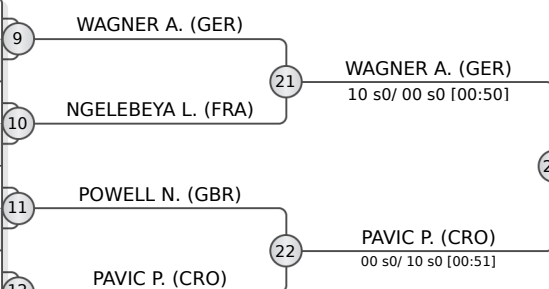 WAGNER A. (GER)
9
21
WAGNER A. (GER)
10 s0/ 00 s0 [00:50]
NGELEBEYA L. (FRA)
10
POWELL N. (GBR)
11
22
PAVIC P. (CRO)
00 s0/ 10 s0 [00:51]
PAVIC P. (CRO)